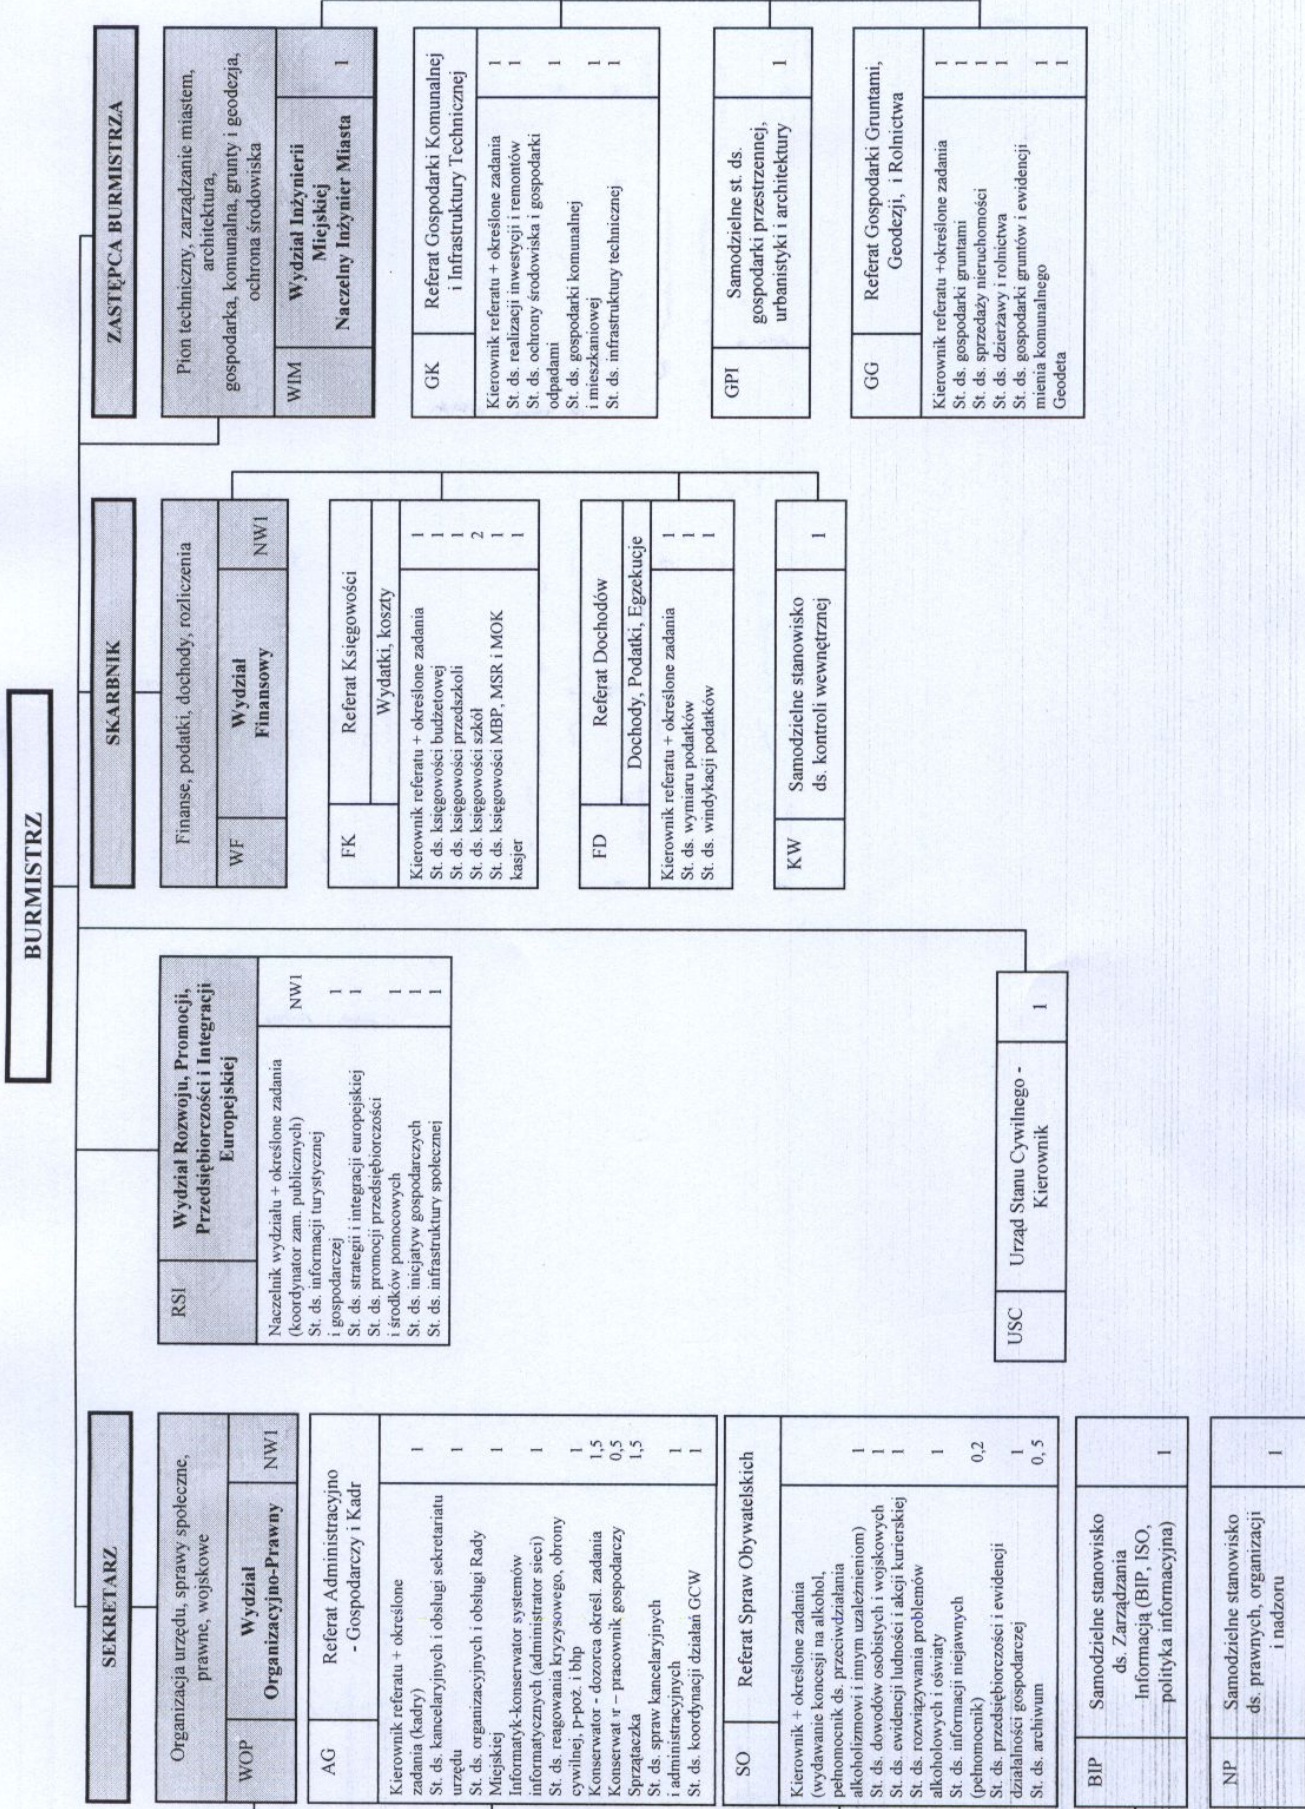 BURMISTRZ
SEKRETARZ
Organizacja urzędu, sprawy społeczne,
prawne, wojskowe
WOP
Wydział
Organizacyjno-Prawny
NW1
AG
Referat Administracyjno
- Gospodarczy i Kadr
Kierownik referatu + określone
zadania (kadry) 1
St. ds. kancelaryjnych i obsługi sekretariatu
urzędu 1
St. ds. organizacyjnych i obsługi Rady
Miejskiej 1
Informatyk-konserwator systemów
informatycznych (administrator sieci) 1
St. ds. reagowania kryzysowego, obrony
cywilnej, p-poż. i bhp 1
Konserwator - dozorca określ. zadania 1,5
Konserwat r – pracownik gospodarczy 0,5
Sprzątaczka 1,5
St. ds. spraw kancelaryjnych
i administracyjnych 1
St. ds. koordynacji działań GCW 1
SO
Referat Spraw Obywatelskich
Kierownik + określone zadania
(wydawanie koncesji na alkohol,
pełnomocnik ds. przeciwdziałania
alkoholizmowi i innym uzależnieniom) 1
St. ds. dowodów osobistych i wojskowych 1
St. ds. ewidencji ludności i akcji kurierskiej 1
St. ds. rozwiązywania problemów
alkoholowych i oświaty 1
St. ds. informacji niejawnych
(pełnomocnik) 0,2
St. ds. przedsiębiorczości i ewidencji
działalności gospodarczej 1
St. ds. archiwum 0, 5
BIP
Samodzielne stanowisko
ds. Zarządzania
Informacją (BIP, ISO,
polityka informacyjna)
1
NP
Samodzielne stanowisko
ds. prawnych, organizacji
i nadzoru
1
RSI
Wydział Rozwoju, Promocji,
Przedsiębiorczości i Integracji
Europejskiej
Naczelnik wydziału + określone zadania NW1
(koordynator zam. publicznych)
St. ds. informacji turystycznej
i gospodarczej 1
St. ds. strategii i integracji europejskiej 1
St. ds. promocji przedsiębiorczości
i środków pomocowych 1
St. ds. inicjatyw gospodarczych 1
St. ds. infrastruktury społecznej 1
USC
Urząd Stanu Cywilnego -
Kierownik
1
SKARBNIK
Finanse, podatki, dochody, rozliczenia
WF
Wydział
Finansowy
NW1
FK
Referat Księgowości
Wydatki, koszty
Kierownik referatu + określone zadania 1
St. ds. księgowości budżetowej 1
St. ds. księgowości przedszkoli 1
St. ds. księgowości szkół 2
St. ds. księgowości MBP, MSR i MOK 1
kasjer 1
FD
Referat Dochodów
Dochody, Podatki, Egzekucje
Kierownik referatu + określone zadania 1
St. ds. wymiaru podatków 1
St. ds. windykacji podatków 1
KW
Samodzielne stanowisko
ds. kontroli wewnętrznej
1
ZASTĘPCA BURMISTRZA
Pion techniczny, zarządzanie miastem,
architektura,
gospodarka, komunalna, grunty i geodezja,
ochrona środowiska
WIM
Wydział Inżynierii
Miejskiej
Naczelny Inżynier Miasta
1
GK
Referat Gospodarki Komunalnej
i Infrastruktury Technicznej
Kierownik referatu + określone zadania 1
St. ds. realizacji inwestycji i remontów 1
St. ds. ochrony środowiska i gospodarki
odpadami 1
St. ds. gospodarki komunalnej
i mieszkaniowej 1
St. ds. infrastruktury technicznej 1
GPI
Samodzielne st. ds.
gospodarki przestrzennej,
urbanistyki i architektury
1
GG
Referat Gospodarki Gruntami,
Geodezji, i Rolnictwa
Kierownik referatu +określone zadania 1
St. ds. gospodarki gruntami 1
St. ds. sprzedaży nieruchomości 1
St. ds. dzierżawy i rolnictwa 1
St. ds. gospodarki gruntów i ewidencji
mienia komunalnego 1
Geodeta 1